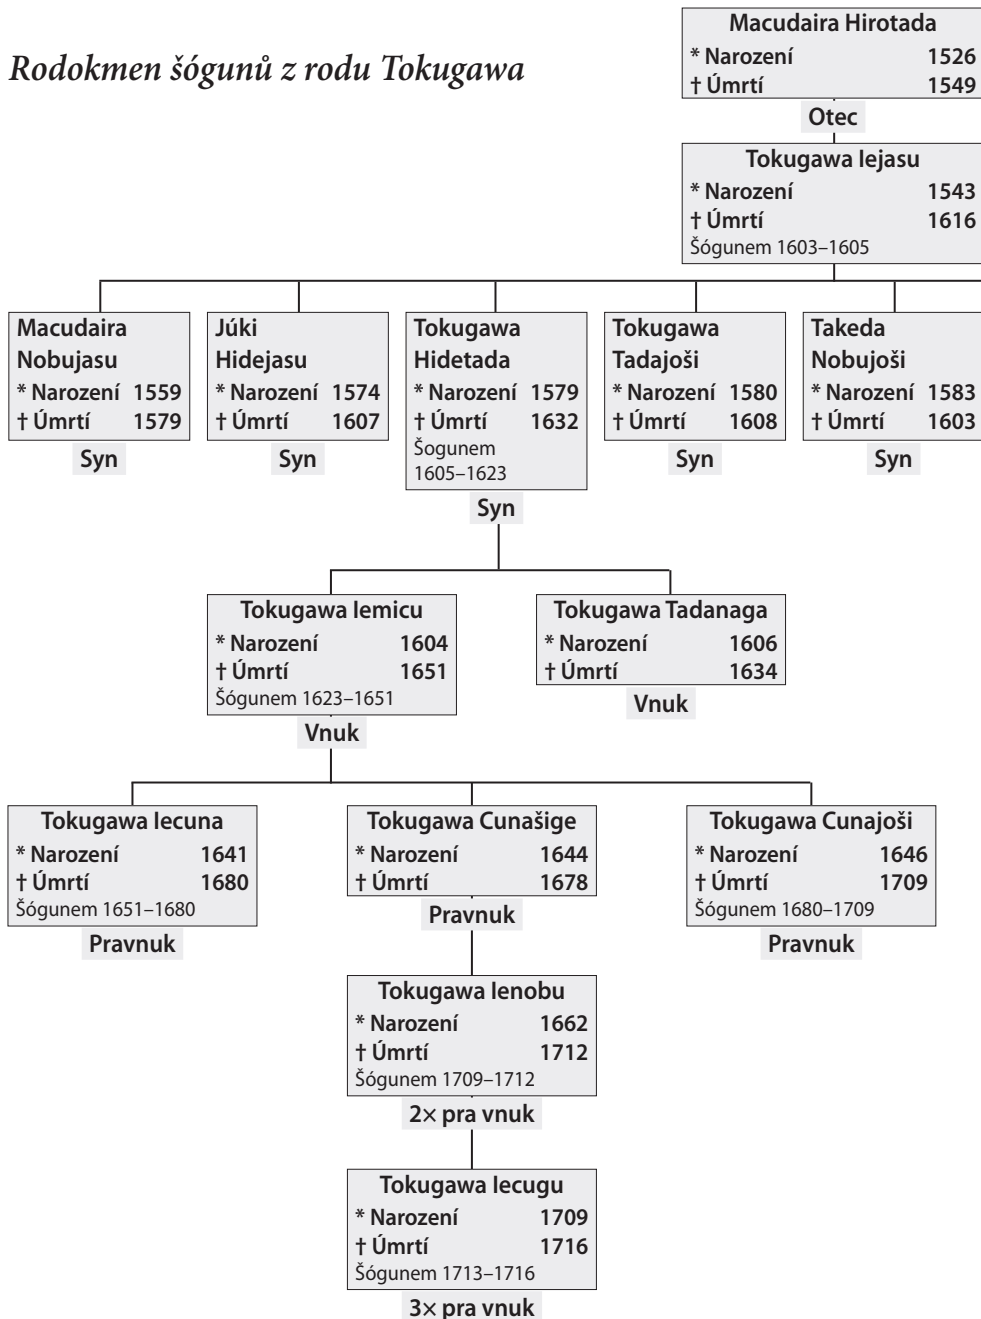 Rodokmen šógunů z rodu Tokugawa
Macudaira Hirotada
* Narození 1526
† Úmrtí 1549
Otec
Tokugawa Iejasu
* Narození 1543
† Úmrtí 1616
Šógunem 1603–1605
Macudaira
Nobujasu
* Narození 1559
† Úmrtí 1579
Syn
Júki
Hidejasu
* Narození 1574
† Úmrtí 1607
Syn
Tokugawa
Hidetada
* Narození 1579
† Úmrtí 1632
Šogunem
1605–1623
Syn
Tokugawa
Tadajoši
* Narození 1580
† Úmrtí 1608
Syn
Takeda
Nobujoši
* Narození 1583
† Úmrtí 1603
Syn
Tokugawa Iemicu
* Narození 1604
† Úmrtí 1651
Šógunem 1623–1651
Vnuk
Tokugawa Tadanaga
* Narození 1606
† Úmrtí 1634
Vnuk
Tokugawa Iecuna
* Narození 1641
† Úmrtí 1680
Šógunem 1651–1680
Pravnuk
Tokugawa Cunašige
* Narození 1644
† Úmrtí 1678
Pravnuk
Tokugawa Cunajoši
* Narození 1646
† Úmrtí 1709
Šógunem 1680–1709
Pravnuk
Tokugawa Ienobu
* Narození 1662
† Úmrtí 1712
Šógunem 1709–1712
2× pra vnuk
Tokugawa Iecugu
* Narození 1709
† Úmrtí 1716
Šógunem 1713–1716
3× pra vnuk